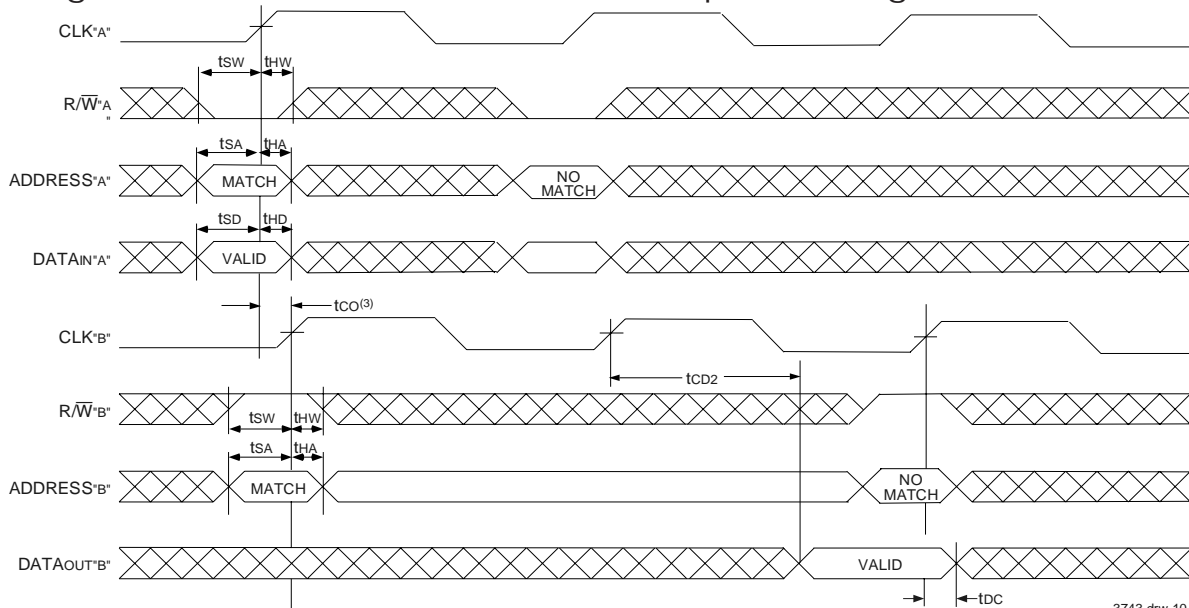 CLK"A"
tSW tHW
R/W"A
"
tSA tHA
ADDRESS"A" MATCH NO MATCH
tSD tHD
DATAIN"A" VALID
tCO(3)
CLK"B"
tCD2
R/W"B"
tSW tHW
tSA tHA
ADDRESS"B" MATCH NO MATCH
DATAOUT"B" VALID
tDC